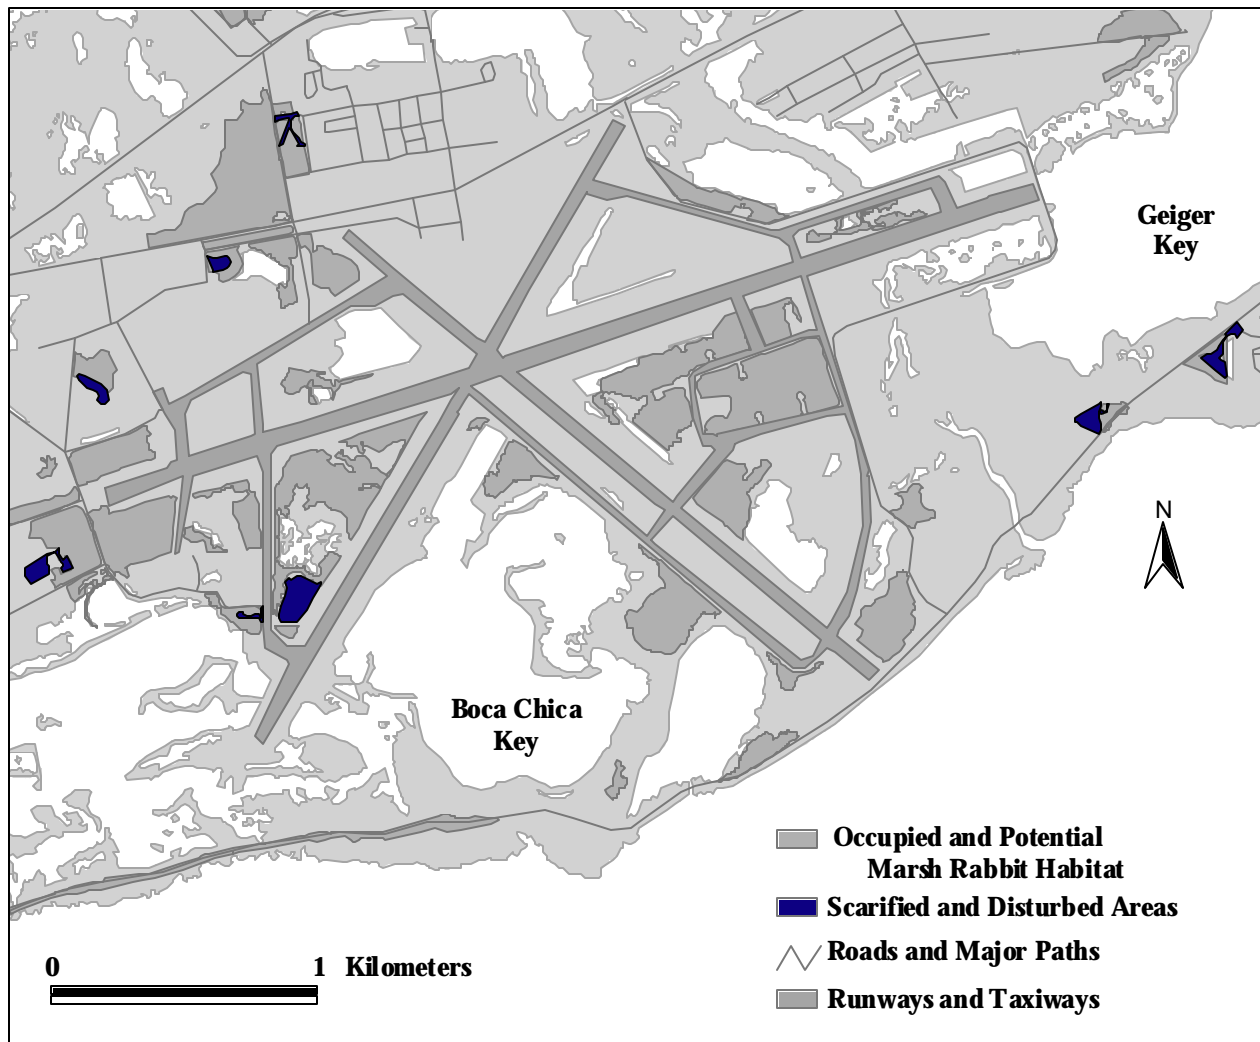 Geiger
Key
N
Boca Chica
Key
Occupied and Potential
Marsh Rabbit Habitat
Scarified and Disturbed Areas
Roads and Major Paths
Runways and Taxiways
0 1 Kilometers